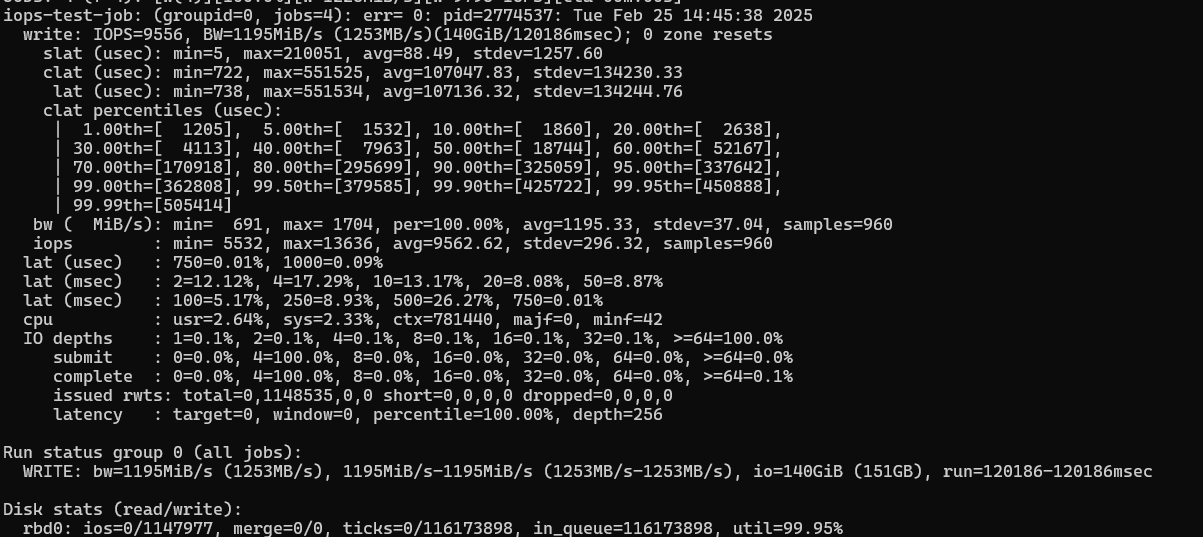 iops-test-job: (groupid=0, jobs=4): err= 0: pid=2774537: Tue Feb 25 14:45:38 2025
  write: IOPS=9556, BW=1195MiB/s (1253MB/s)(140GiB/120186msec); 0 zone resets
    slat (usec): min=5, max=210051, avg=88.49, stdev=1257.60
    clat (usec): min=722, max=551525, avg=107047.83, stdev=134230.33
     lat (usec): min=738, max=551534, avg=107136.32, stdev=134244.76
    clat percentiles (usec):
     |  1.00th=[  1205],  5.00th=[  1532], 10.00th=[  1860], 20.00th=[  2638],
     | 30.00th=[  4113], 40.00th=[  7963], 50.00th=[ 18744], 60.00th=[ 52167],
     | 70.00th=[170918], 80.00th=[295699], 90.00th=[325059], 95.00th=[337642],
     | 99.00th=[362808], 99.50th=[379585], 99.90th=[425722], 99.95th=[450888],
     | 99.99th=[505414]
   bw (  MiB/s): min=  691, max= 1704, per=100.00%, avg=1195.33, stdev=37.04, samples=960
   iops        : min= 5532, max=13636, avg=9562.62, stdev=296.32, samples=960
  lat (usec)   : 750=0.01%, 1000=0.09%
  lat (msec)   : 2=12.12%, 4=17.29%, 10=13.17%, 20=8.08%, 50=8.87%
  lat (msec)   : 100=5.17%, 250=8.93%, 500=26.27%, 750=0.01%
  cpu          : usr=2.64%, sys=2.33%, ctx=781440, majf=0, minf=42
  IO depths    : 1=0.1%, 2=0.1%, 4=0.1%, 8=0.1%, 16=0.1%, 32=0.1%, >=64=100.0%
     submit    : 0=0.0%, 4=100.0%, 8=0.0%, 16=0.0%, 32=0.0%, 64=0.0%, >=64=0.0%
     complete  : 0=0.0%, 4=100.0%, 8=0.0%, 16=0.0%, 32=0.0%, 64=0.0%, >=64=0.1%
     issued rwts: total=0,1148535,0,0 short=0,0,0,0 dropped=0,0,0,0
     latency   : target=0, window=0, percentile=100.00%, depth=256

Run status group 0 (all jobs):
  WRITE: bw=1195MiB/s (1253MB/s), 1195MiB/s-1195MiB/s (1253MB/s-1253MB/s), io=140GiB (151GB), run=120186-120186msec

Disk stats (read/write):
  rbd0: ios=0/1147977, merge=0/0, ticks=0/116173898, in_queue=116173898, util=99.95%